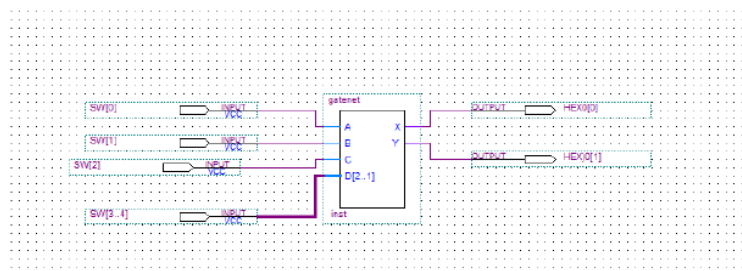 gatenet
SW[0] INPUT VCC
OUTPUT HEX0[0]
A X
SW[1] INPUT VCC
B Y
SW[2] INPUT VCC
C
OUTPUT HEX0[1]
D[2..1]
SW[3..4] INPUT VCC
inst